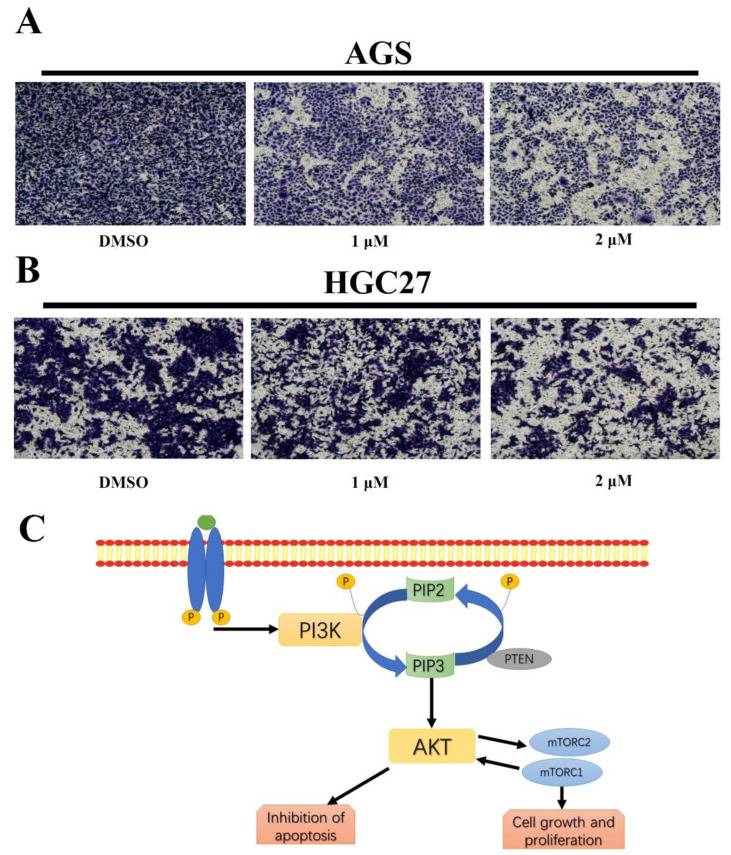 A
AGS
DMSO
1 μM
2 μM
B
HGC27
DMSO
1 μM
2 μM
C
P
PIP2
P
P
P
PI3K
PIP3
PTEN
AKT
mTORC2
mTORC1
Inhibition of
apoptosis
Cell growth and
proliferation